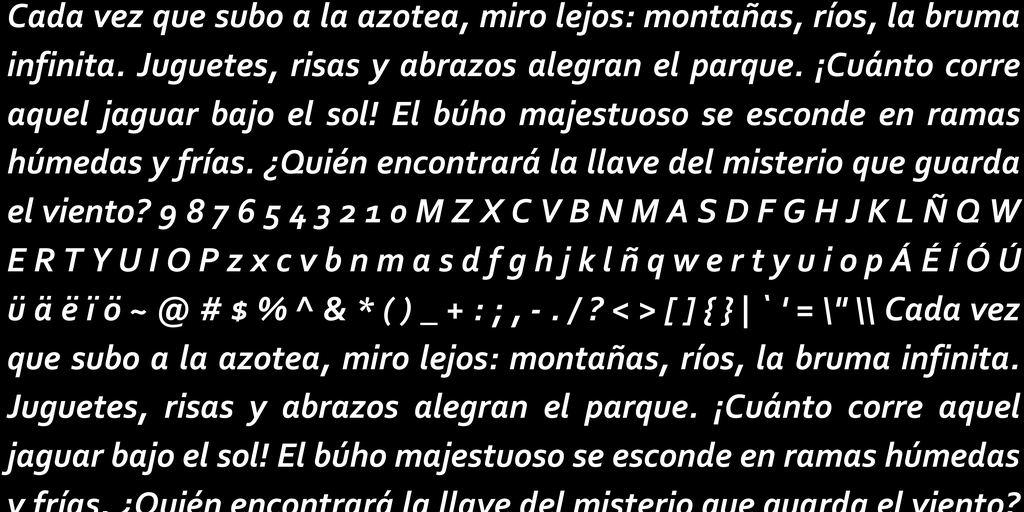 Cada vez que subo a la azotea, miro lejos: montañas, ríos, la bruma
infinita. Juguetes, risas y abrazos alegran el parque. ¡Cuánto corre
aquel jaguar bajo el sol! El búho majestuoso se esconde en ramas
húmedas y frías. ¿Quién encontrará la llave del misterio que guarda
el viento? 9 8 7 6 5 4 3 2 1 0 M Z X C V B N M A S D F G H J K L Ñ Q W
E R T Y U I O P z x c v b n m a s d f g h j k l ñ q w e r t y u i o p Á É Í Ó Ú
ü ä ë ï ö ~ @ # $ % ^ & * ( ) _ + : ; , - . / ? < > [ ] { } | ` ' = \" \\ Cada vez
que subo a la azotea, miro lejos: montañas, ríos, la bruma infinita.
Juguetes, risas y abrazos alegran el parque. ¡Cuánto corre aquel
jaguar bajo el sol! El búho majestuoso se esconde en ramas húmedas
y frías. ¿Quién encontrará la llave del misterio que guarda el viento?